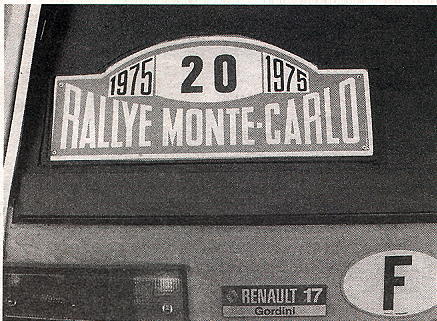 1975 20 1975
RALLYE MONTE-CARLO
RENAULT 17
Gordini
F